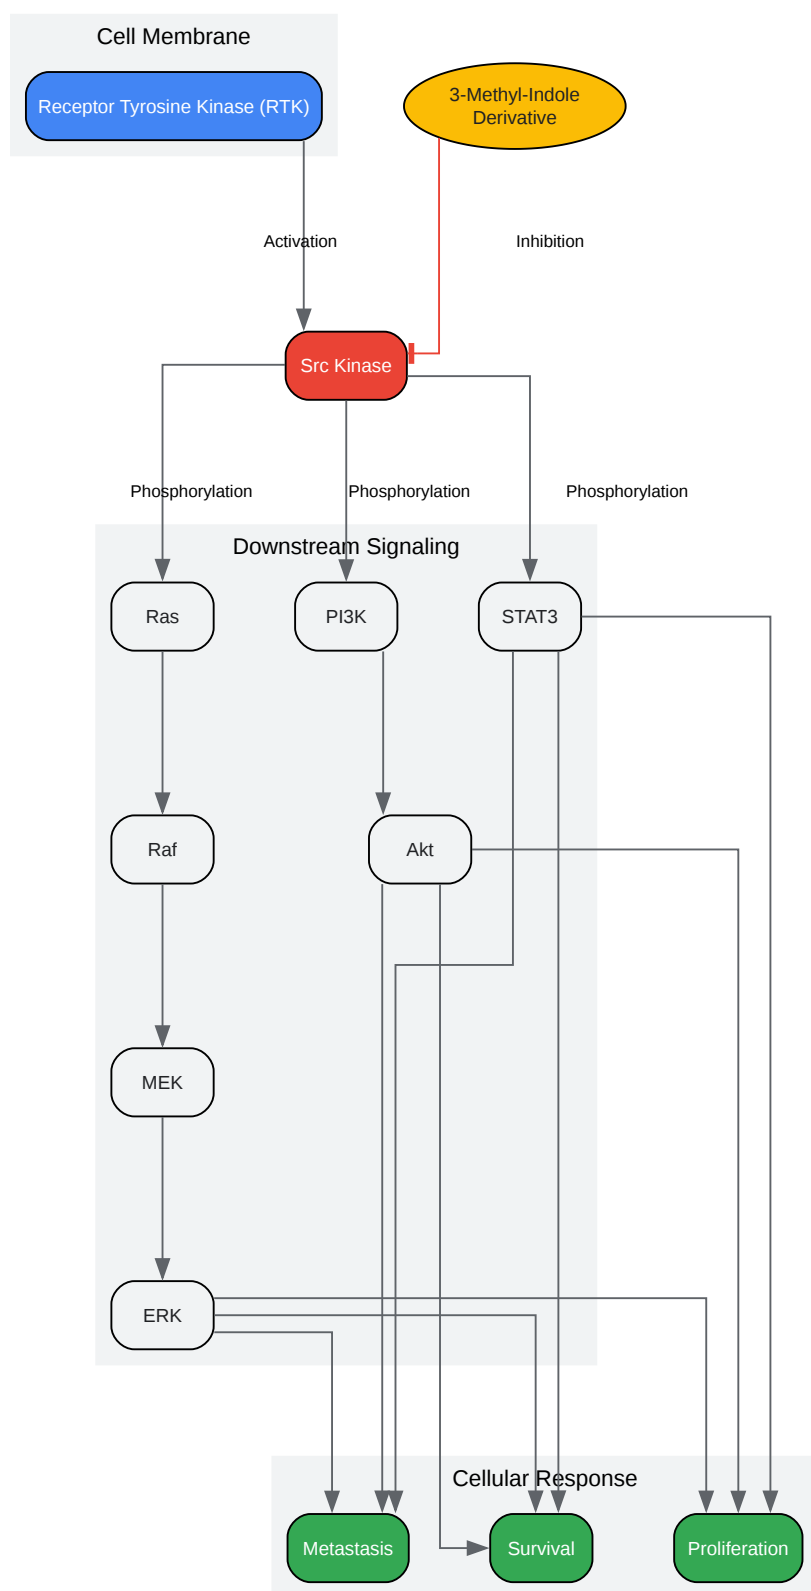 Cell Membrane
Receptor Tyrosine Kinase (RTK)
3-Methyl-Indole
Derivative
Activation
Inhibition
Src Kinase
Phosphorylation
Phosphorylation
Phosphorylation
Downstream Signaling
Ras
PI3K
STAT3
Raf
Akt
MEK
ERK
Cellular Response
Metastasis
Survival
Proliferation